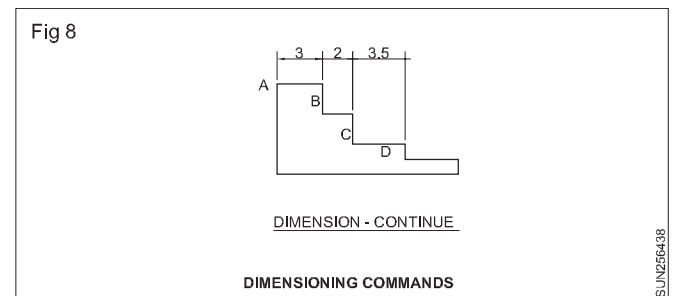 Fig 8
3 2 3.5
A
B
C
D
DIMENSION - CONTINUE
DIMENSIONING COMMANDS
SUN256438